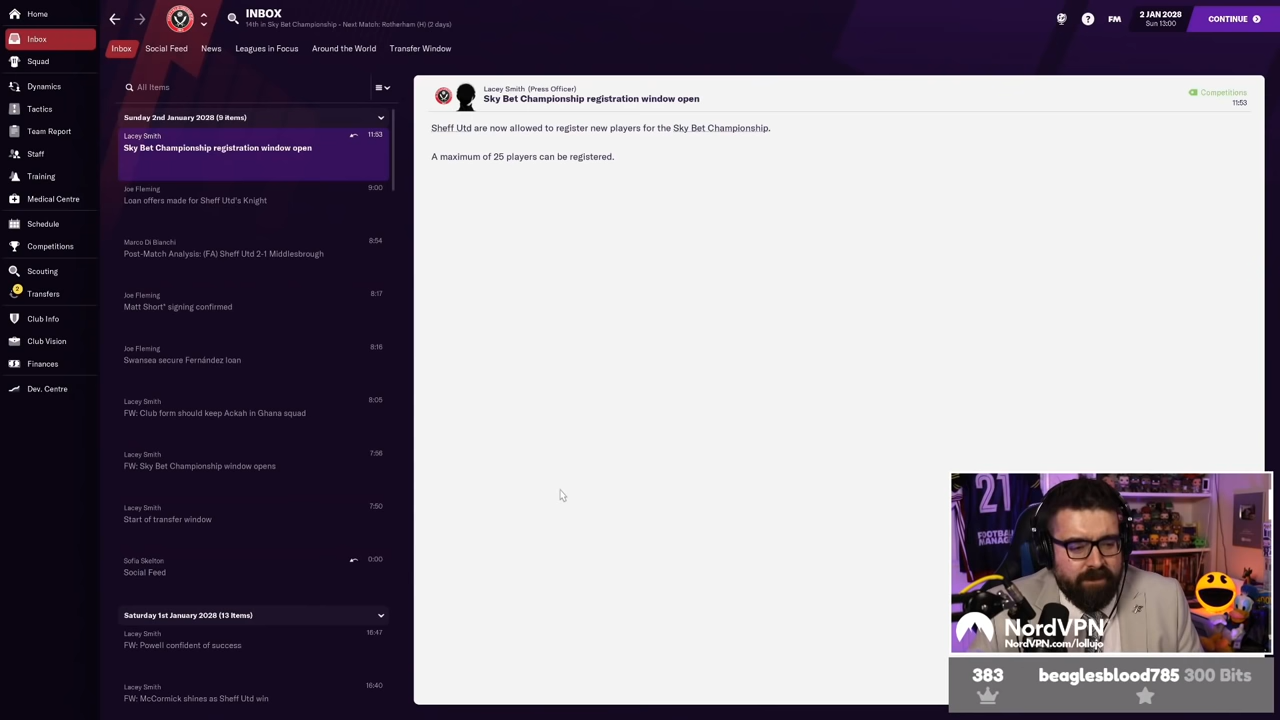 Home
Inbox
Squad
Dynamics
Tactics
Team Report
Staff
Training
Medical Centre
Schedule
Competitions
Scouting
2
Transfers
Club Info
Club Vision
Finances
Dev. Centre
INBOX
14th in Sky Bet Championship - Next Match: Rotherham (H) (2 days)
FM
2 JAN 2028
Sun 13:00
CONTINUE
Inbox
Social Feed
News
Leagues in Focus
Around the World
Transfer Window
All Items
Sunday 2nd January 2028 (9 items)
Lacey Smith 11:53
Sky Bet Championship registration window open
Joe Fleming 9:00
Loan offers made for Sheff Utd's Knight
Marco Di Bianchi 8:54
Post-Match Analysis: (FA) Sheff Utd 2-1 Middlesbrough
Joe Fleming 8:17
Matt Short* signing confirmed
Joe Fleming 8:16
Swansea secure Fernández loan
Lacey Smith 8:05
FW: Club form should keep Ackah in Ghana squad
Lacey Smith 7:56
FW: Sky Bet Championship window opens
Lacey Smith 7:50
Start of transfer window
Sofia Skelton 0:00
Social Feed
Saturday 1st January 2028 (13 Items)
Lacey Smith 16:47
FW: Powell confident of success
Lacey Smith 16:40
FW: McCormick shines as Sheff Utd win
Lacey Smith (Press Officer)
Sky Bet Championship registration window open
Competitions
11:53
Sheff Utd are now allowed to register new players for the Sky Bet Championship.
A maximum of 25 players can be registered.
21
FOOTBALL
NordVPN
NordVPN.com/lollujo
383
beaglesblood785 300 Bits